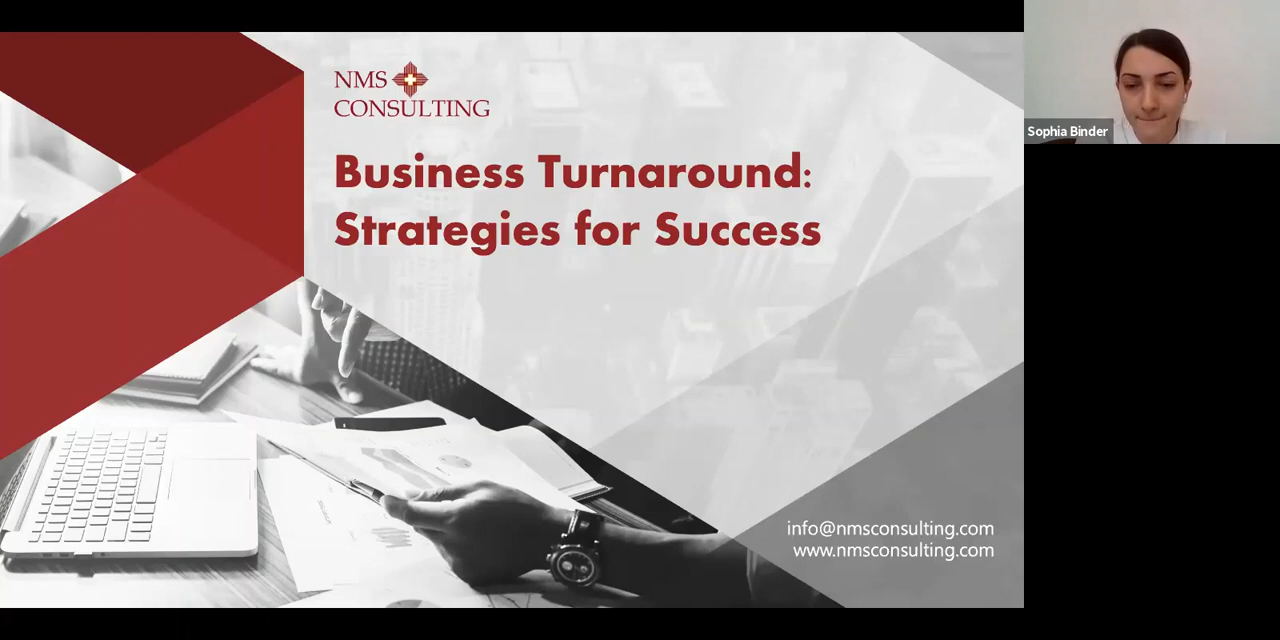 NMS
CONSULTING
Business Turnaround:
Strategies for Success
info@nmsconsulting.com
www.nmsconsulting.com
Sophia Binder